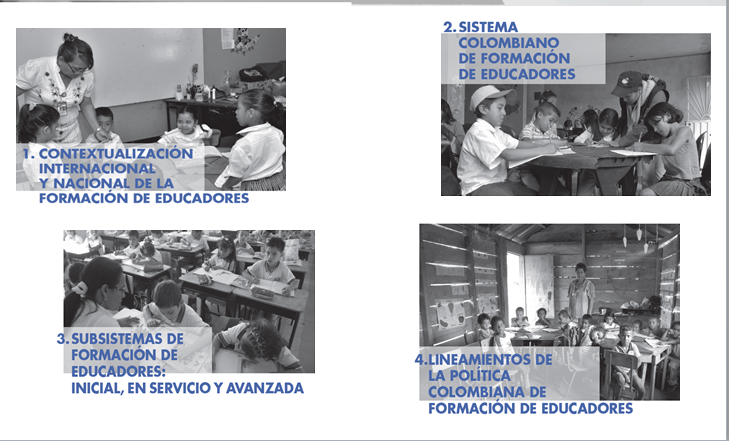 1. CONTEXTUALIZACIÓN
INTERNACIONAL
Y NACIONAL DE LA
FORMACIÓN DE EDUCADORES
2. SISTEMA
COLOMBIANO
DE FORMACIÓN
DE EDUCADORES
3. SUBSISTEMAS DE
FORMACIÓN DE
EDUCADORES:
INICIAL, EN SERVICIO Y AVANZADA
4. LINEAMIENTOS DE
LA POLÍTICA
COLOMBIANA DE
FORMACIÓN DE EDUCADORES